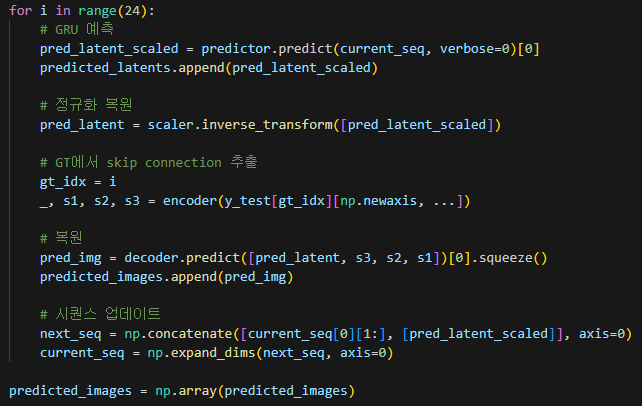 for i in range(24):
    # GRU 예측
    pred_latent_scaled = predictor.predict(current_seq, verbose=0)[0]
    predicted_latents.append(pred_latent_scaled)

    # 정규화 복원
    pred_latent = scaler.inverse_transform([pred_latent_scaled])

    # GT에서 skip connection 추출
    gt_idx = i
    _, s1, s2, s3 = encoder(y_test[gt_idx][np.newaxis, ...])

    # 복원
    pred_img = decoder.predict([pred_latent, s3, s2, s1])[0].squeeze()
    predicted_images.append(pred_img)

    # 시퀀스 업데이트
    next_seq = np.concatenate([current_seq[0][1:], [pred_latent_scaled]], axis=0)
    current_seq = np.expand_dims(next_seq, axis=0)

predicted_images = np.array(predicted_images)